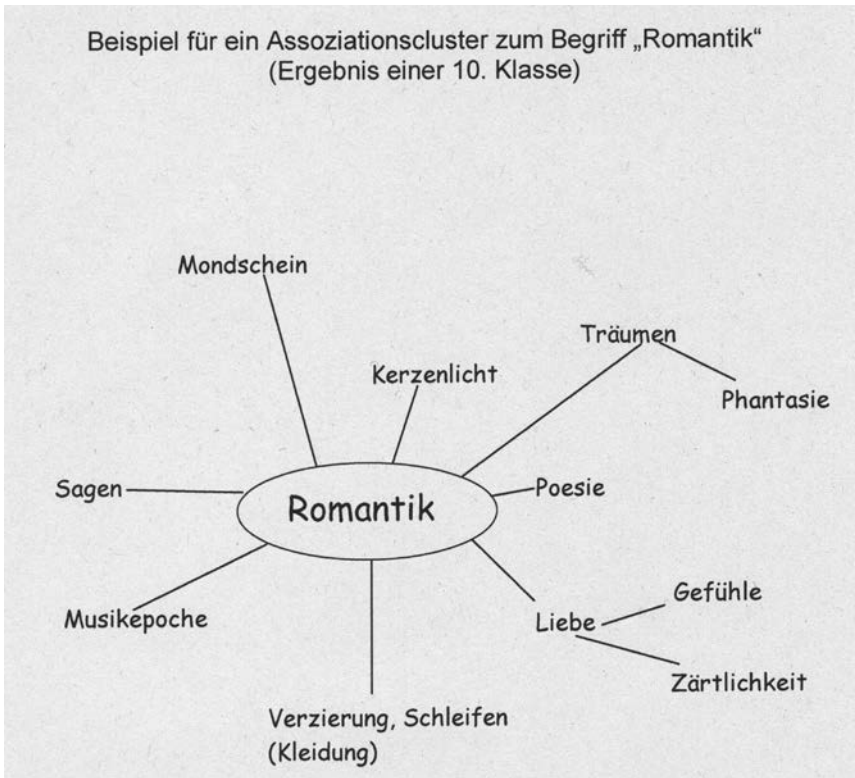 Beispiel für ein Assoziationscluster zum Begriff „Romantik“
(Ergebnis einer 10. Klasse)
Mondschein
Träumen
Kerzenlicht
Phantasie
Sagen
Romantik
Poesie
Gefühle
Musikepoche
Liebe
Zärtlichkeit
Verzierung, Schleifen
(Kleidung)